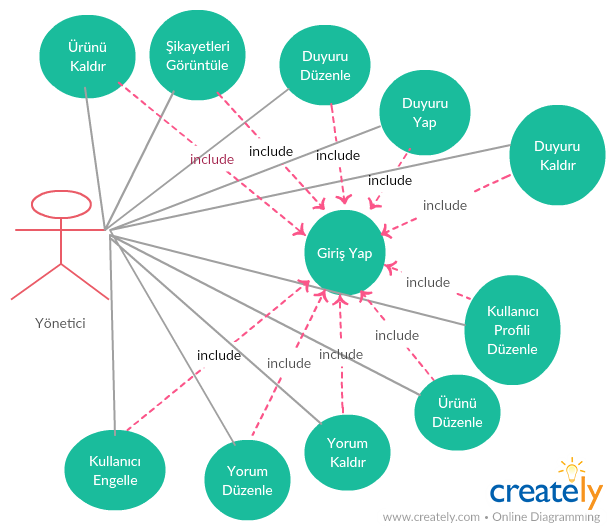 Ürünü
Kaldır
Şikayetleri
Görüntüle
Duyuru
Düzenle
Duyuru
Yap
Duyuru
Kaldır
include
include
include
include
include
Giriş Yap
Yönetici
include
Kullanıcı
Profili
Düzenle
include
include
include
include
Ürünü
Düzenle
Kullanıcı
Engelle
Yorum
Düzenle
Yorum
Kaldır
creately
www.creately.com • Online Diagramming